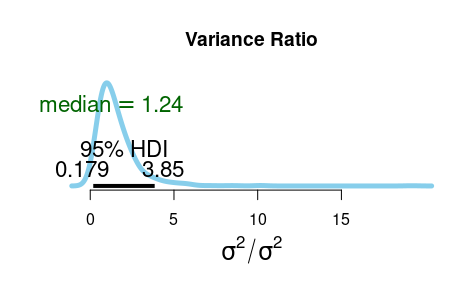 Variance Ratio
median = 1.24
95% HDI
0.179 3.85
0 5 10 15
σ²/σ²